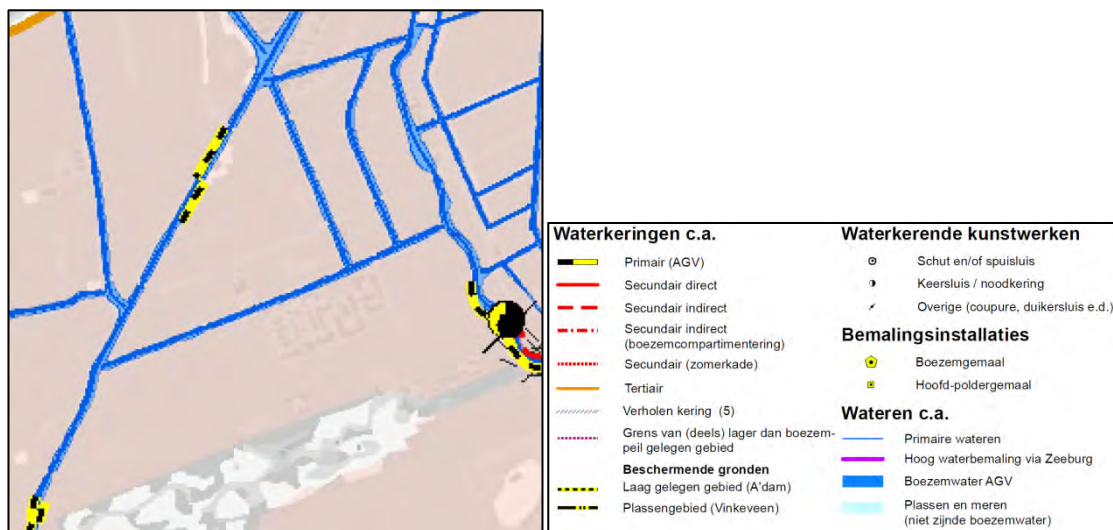 Waterkeringen c.a.
Primair (AGV)
Secundair direct
Secundair indirect
Secundair indirect
(boezemcompartimentering)
Secundair (zomerkade)
Tertiair
Verholen kering (5)
Grens van (deels) lager dan boezem-
peil gelegen gebied
Beschermende gronden
Laag gelegen gebied (A'dam)
Plassengebied (Vinkeveen)
Waterkerende kunstwerken
Schut en/of spuisluis
Keersluis / noodkering
Overige (coupure, duikersluis e.d.)
Bemalingsinstallaties
Boezemgemaal
Hoofd-poldergemaal
Wateren c.a.
Primaire wateren
Hoog waterbemaling via Zeeburg
Boezemwater AGV
Plassen en meren
(niet zijnde boezemwater)